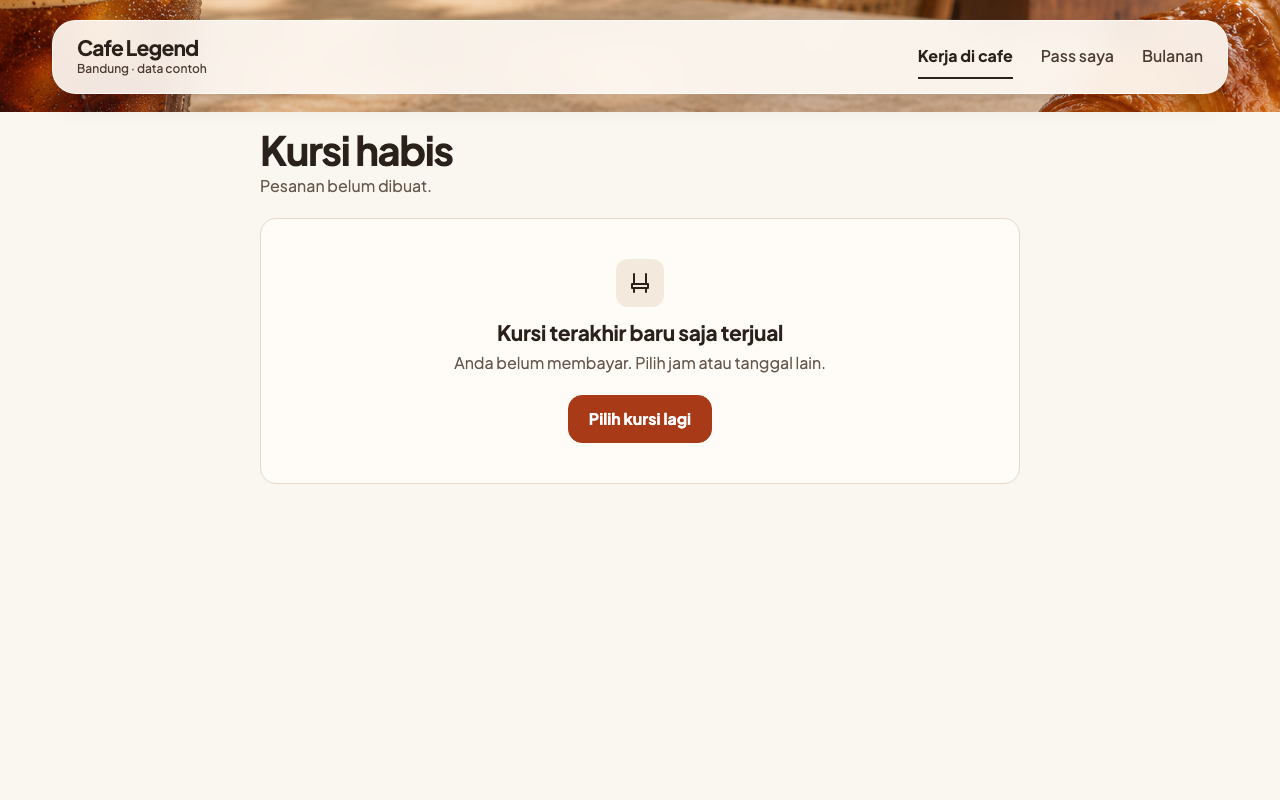 Cafe Legend
Bandung · data contoh
Kerja di cafe
Pass saya
Bulanan
Kursi habis
Pesanan belum dibuat.
Kursi terakhir baru saja terjual
Anda belum membayar. Pilih jam atau tanggal lain.
Pilih kursi lagi